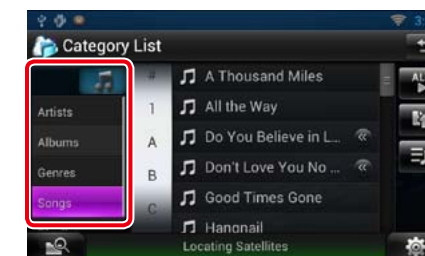 3:
Category List
Artists
Albums
Genres
Songs
#
1
A
B
C
A Thousand Miles
All the Way
Do You Believe in L...
Don't Love You No ...
Good Times Gone
Hangnail
Locating Satellites